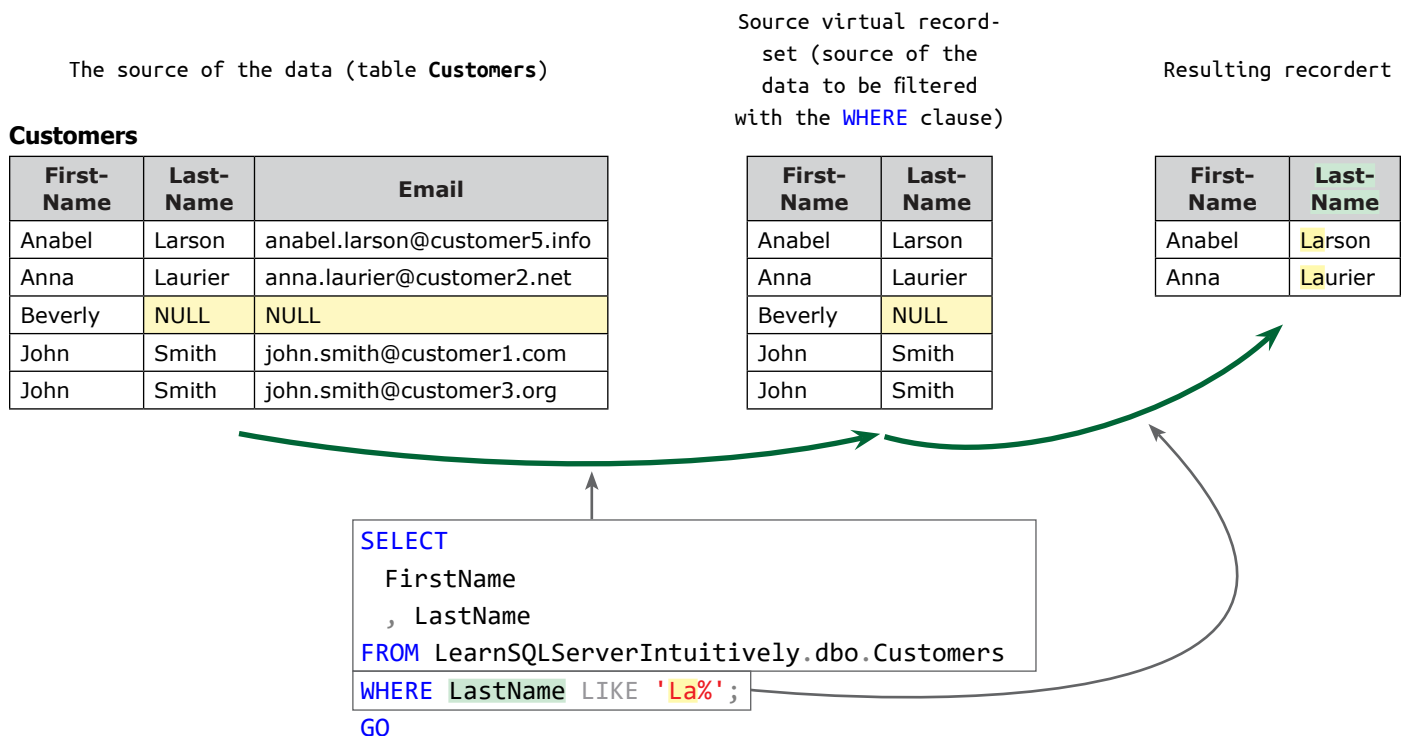 The source of the data (table Customers)
Source virtual record-
set (source of the
data to be filtered
with the WHERE clause)
Resulting recordert
Customers
First-
Name
Last-
Name
Email
Anabel Larson anabel.larson@customer5.info
Anna Laurier anna.laurier@customer2.net
Beverly NULL NULL
John Smith john.smith@customer1.com
John Smith john.smith@customer3.org
First-
Name
Last-
Name
Anabel Larson
Anna Laurier
Beverly NULL
John Smith
John Smith
First-
Name
Last-
Name
Anabel Larson
Anna Laurier
SELECT
FirstName
, LastName
FROM LearnSQLServerIntuitively.dbo.Customers
WHERE LastName LIKE 'La%';
GO